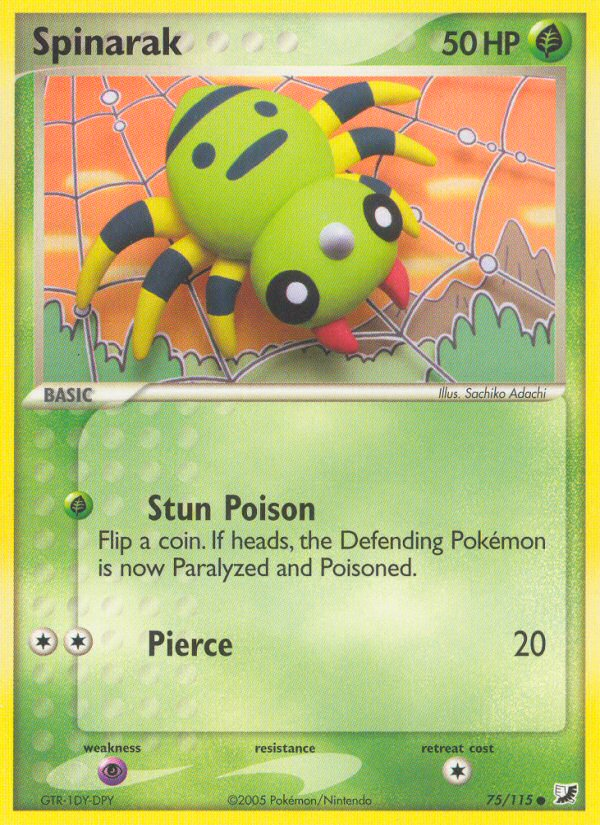 Spinarak 50 HP
BASIC Illus. Sachiko Adachi
Stun Poison
Flip a coin. If heads, the Defending Pokémon
is now Paralyzed and Poisoned.
Pierce 20
weakness resistance retreat cost
GTR-1DY-DPY ©2005 Pokémon/Nintendo 75/115